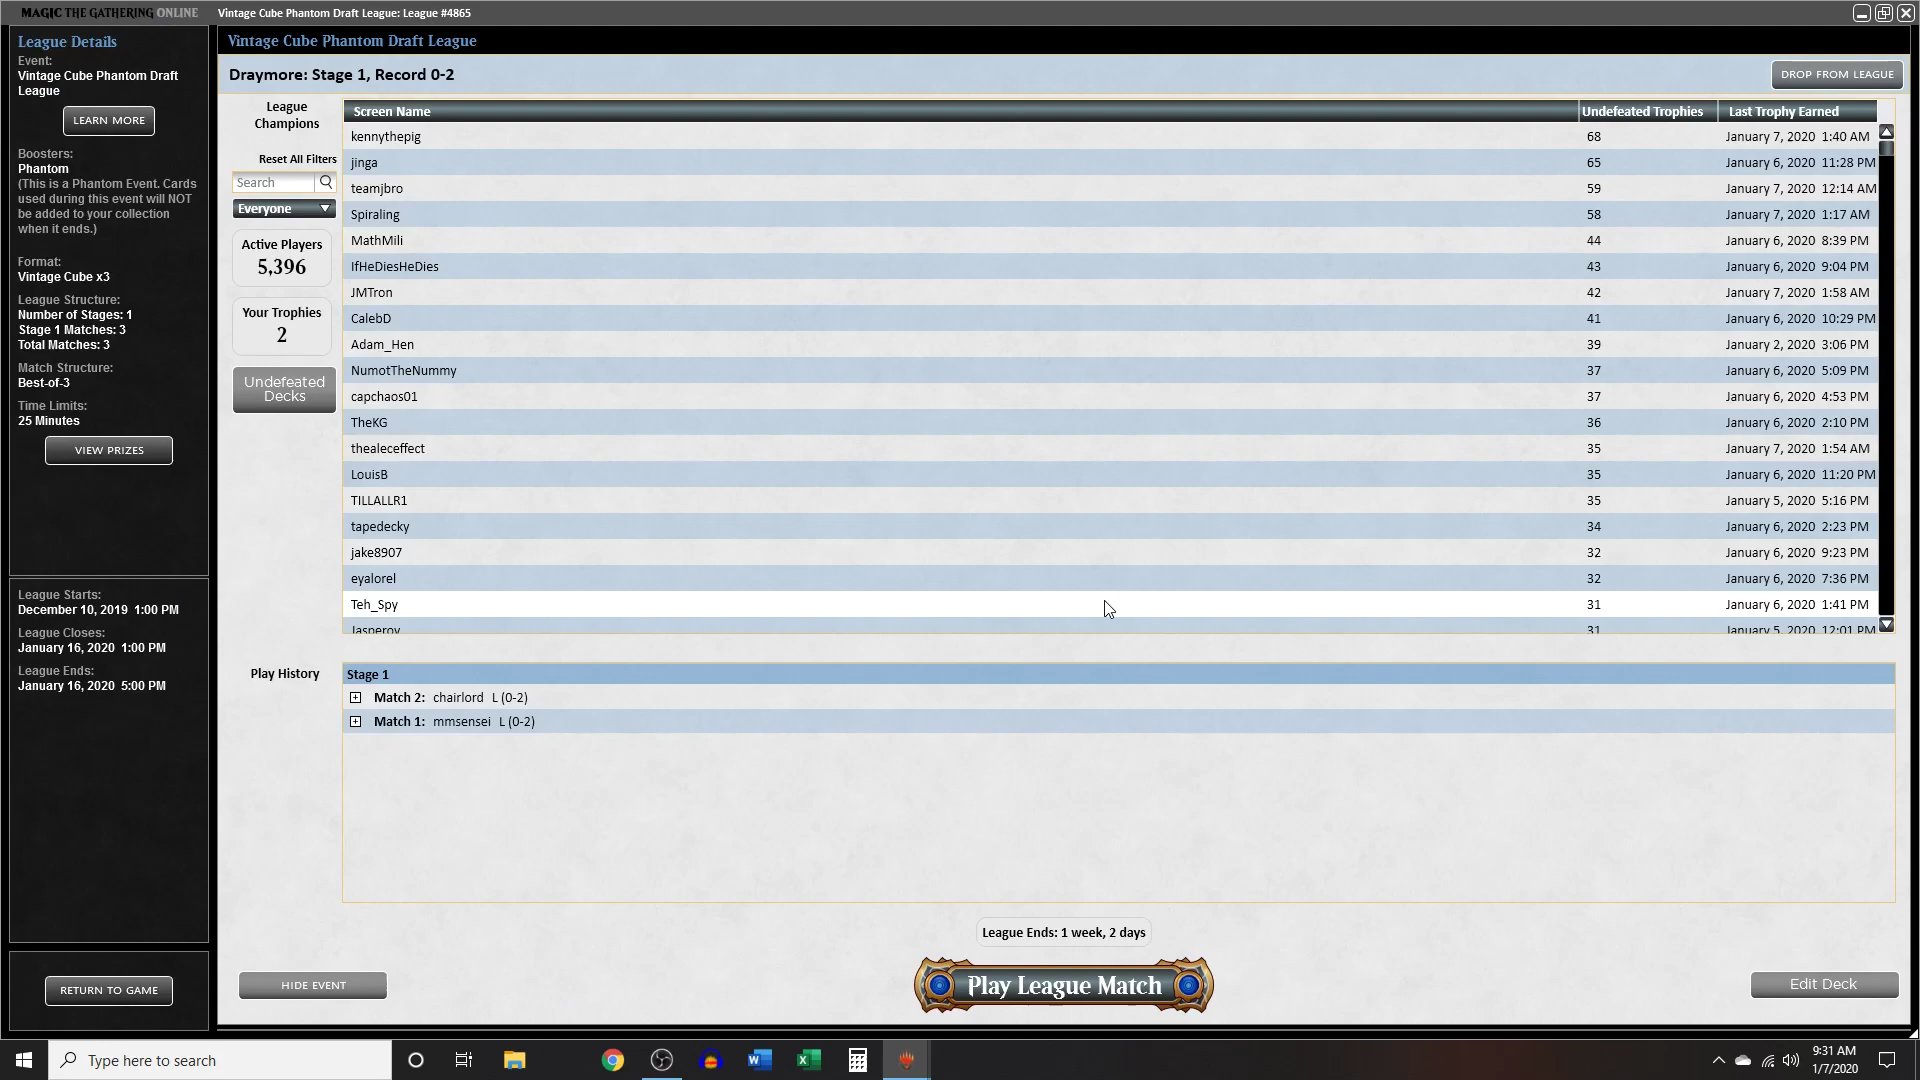 MAGIC THE GATHERING ONLINE
Vintage Cube Phantom Draft League: League #4865
League Details
Event:
Vintage Cube Phantom Draft
League
LEARN MORE
Boosters:
Phantom
(This is a Phantom Event. Cards
used during this event will NOT
be added to your collection
when it ends.)
Format:
Vintage Cube x3
League Structure:
Number of Stages: 1
Stage 1 Matches: 3
Total Matches: 3
Match Structure:
Best-of-3
Time Limits:
25 Minutes
VIEW PRIZES
League Starts:
December 10, 2019 1:00 PM
League Closes:
January 16, 2020 1:00 PM
League Ends:
January 16, 2020 5:00 PM
RETURN TO GAME
Vintage Cube Phantom Draft League
Draymore: Stage 1, Record 0-2
DROP FROM LEAGUE
League
Champions
Reset All Filters
Search
Everyone
Active Players
5,396
Your Trophies
2
Undefeated
Decks
Screen Name Undefeated Trophies Last Trophy Earned
kennythepig 68 January 7, 2020 1:40 AM
jinga 65 January 6, 2020 11:28 PM
teamjbro 59 January 7, 2020 12:14 AM
Spiraling 58 January 7, 2020 1:17 AM
MathMili 44 January 6, 2020 8:39 PM
IfHeDiesHeDies 43 January 6, 2020 9:04 PM
JMTron 42 January 7, 2020 1:58 AM
CalebD 41 January 6, 2020 10:29 PM
Adam_Hen 39 January 2, 2020 3:06 PM
NumotTheNummy 37 January 6, 2020 5:09 PM
capchaos01 37 January 6, 2020 4:53 PM
TheKG 36 January 6, 2020 2:10 PM
thealeceffect 35 January 7, 2020 1:54 AM
LouisB 35 January 6, 2020 11:20 PM
TILLALLR1 35 January 5, 2020 5:16 PM
tapedecky 34 January 6, 2020 2:23 PM
jake8907 32 January 6, 2020 9:23 PM
eyalorel 32 January 6, 2020 7:36 PM
Teh_Spy 31 January 6, 2020 1:41 PM
31 January 5, 2020 12:01 PM
Play History
Stage 1
Match 2: chairlord L (0-2)
Match 1: mmsensei L (0-2)
League Ends: 1 week, 2 days
HIDE EVENT
Play League Match
Edit Deck
Type here to search
9:31 AM
1/7/2020